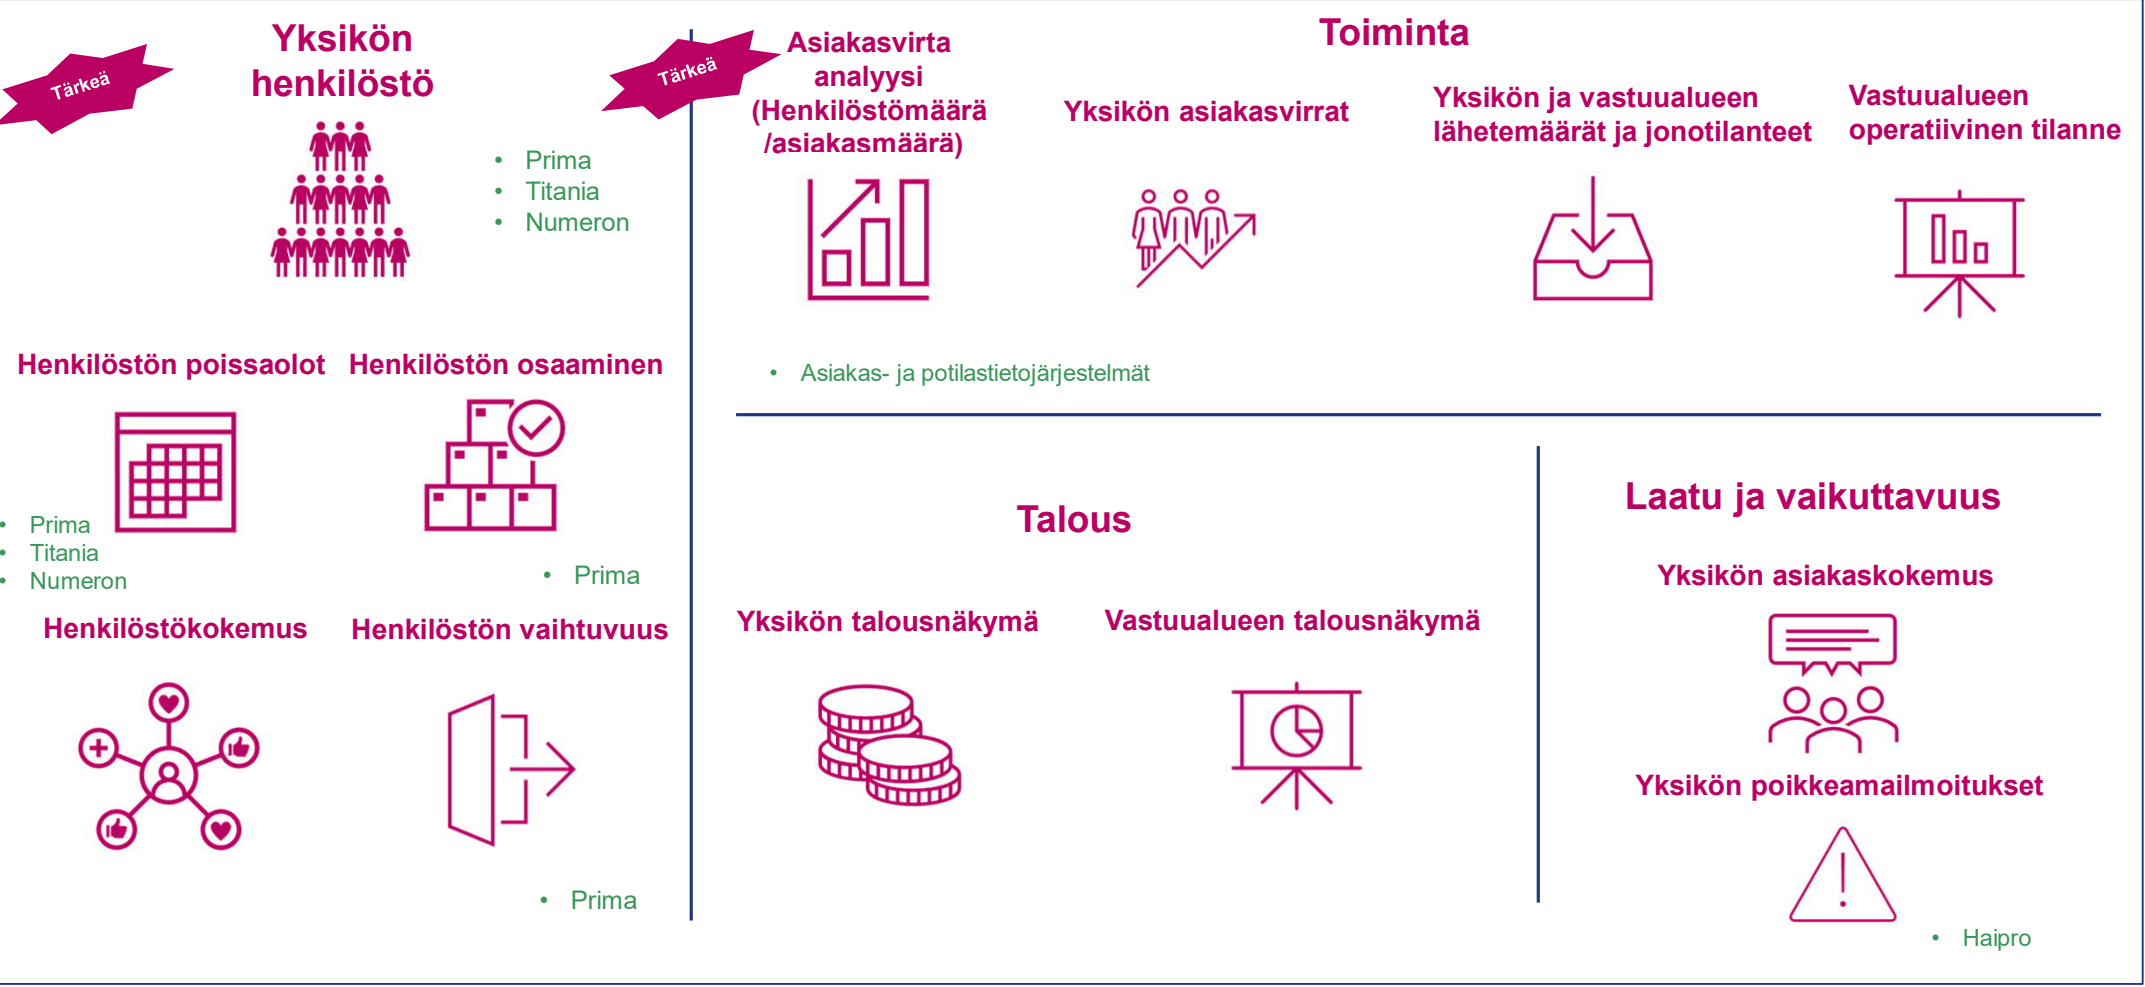 Tärkeä
Yksikön
henkilöstö
• Prima
• Titania
• Numeron
Henkilöstön poissaolot
• Prima
• Titania
• Numeron
Henkilöstön osaaminen
• Prima
Henkilöstökokemus
Henkilöstön vaihtuvuus
• Prima
Tärkeä
Toiminta
Asiakasvirta
analyysi
(Henkilöstömäärä
/asiakasmäärä)
Yksikön asiakasvirrat
Yksikön ja vastuualueen
lähetemäärät ja jonotilanteet
Vastuualueen
operatiivinen tilanne
• Asiakas- ja potilastietojärjestelmät
Talous
Yksikön talousnäkymä
Vastuualueen talousnäkymä
Laatu ja vaikuttavuus
Yksikön asiakaskokemus
Yksikön poikkeamailmoitukset
• Haipro